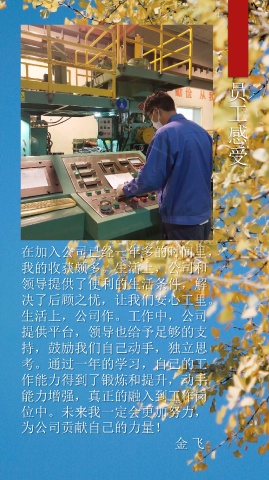 员工感受
在加入公司已经一年多的时间里，
我的收获颇多。生活上，公司和
领导提供了便利的生活条件，解
决了后顾之忧，让我们安心工里。
生活上，公司作。工作中，公司
提供平台，领导也给予足够的支
持，鼓励我们自己动手，独立思
考。通过一年的学习，自己的工
作能力得到了锻炼和提升，动手
能力增强，真正的融入到工作岗
位中。未来我一定会更加努力，
为公司贡献自己的力量！
金飞